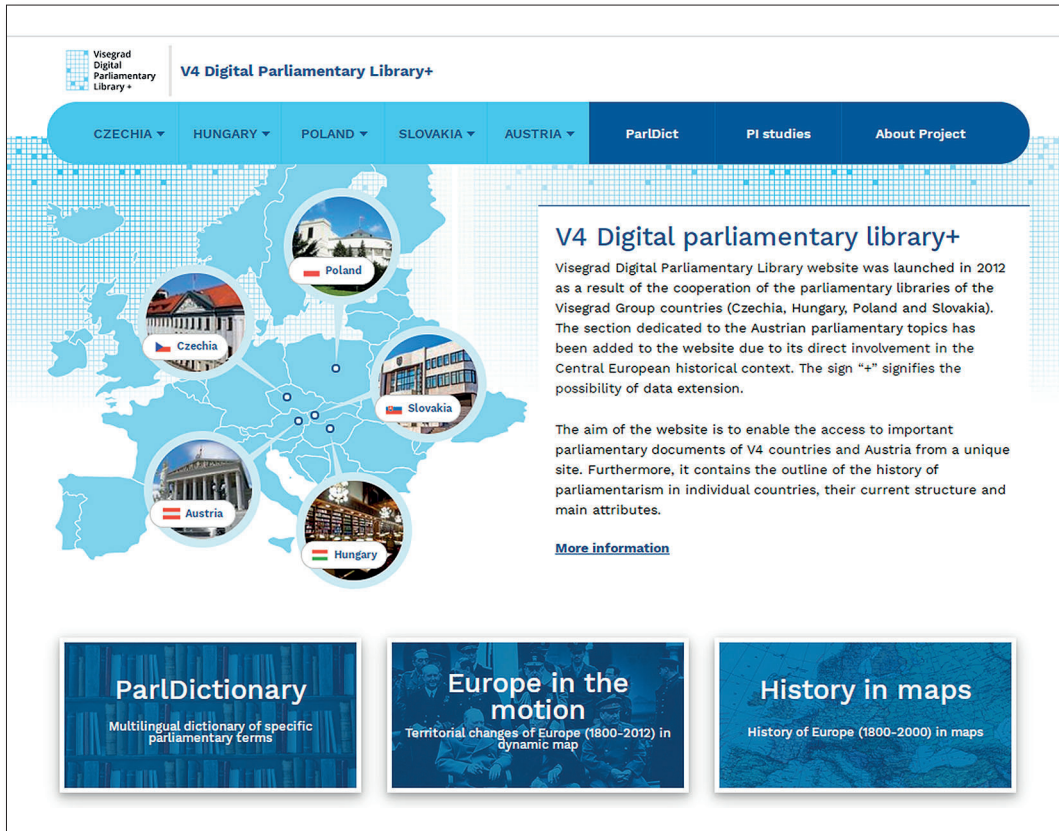 Visegrad
Digital
Parliamentary
Library +
V4 Digital Parliamentary Library+
CZECHIA
HUNGARY
POLAND
SLOVAKIA
AUSTRIA
ParlDict
PI studies
About Project
Poland
Czechia
Slovakia
Austria
Hungary
V4 Digital parliamentary library+
Visegrad Digital Parliamentary Library website was launched in 2012
as a result of the cooperation of the parliamentary libraries of the
Visegrad Group countries (Czechia, Hungary, Poland and Slovakia).
The section dedicated to the Austrian parliamentary topics has
been added to the website due to its direct involvement in the
Central European historical context. The sign “+” signifies the
possibility of data extension.
The aim of the website is to enable the access to important
parliamentary documents of V4 countries and Austria from a unique
site. Furthermore, it contains the outline of the history of
parliamentarism in individual countries, their current structure and
main attributes.
More information
ParlDictionary
Multilingual dictionary of specific
parliamentary terms
Europe in the
motion
Territorial changes of Europe (1800-2012) in
dynamic map
History in maps
History of Europe (1800-2000) in maps